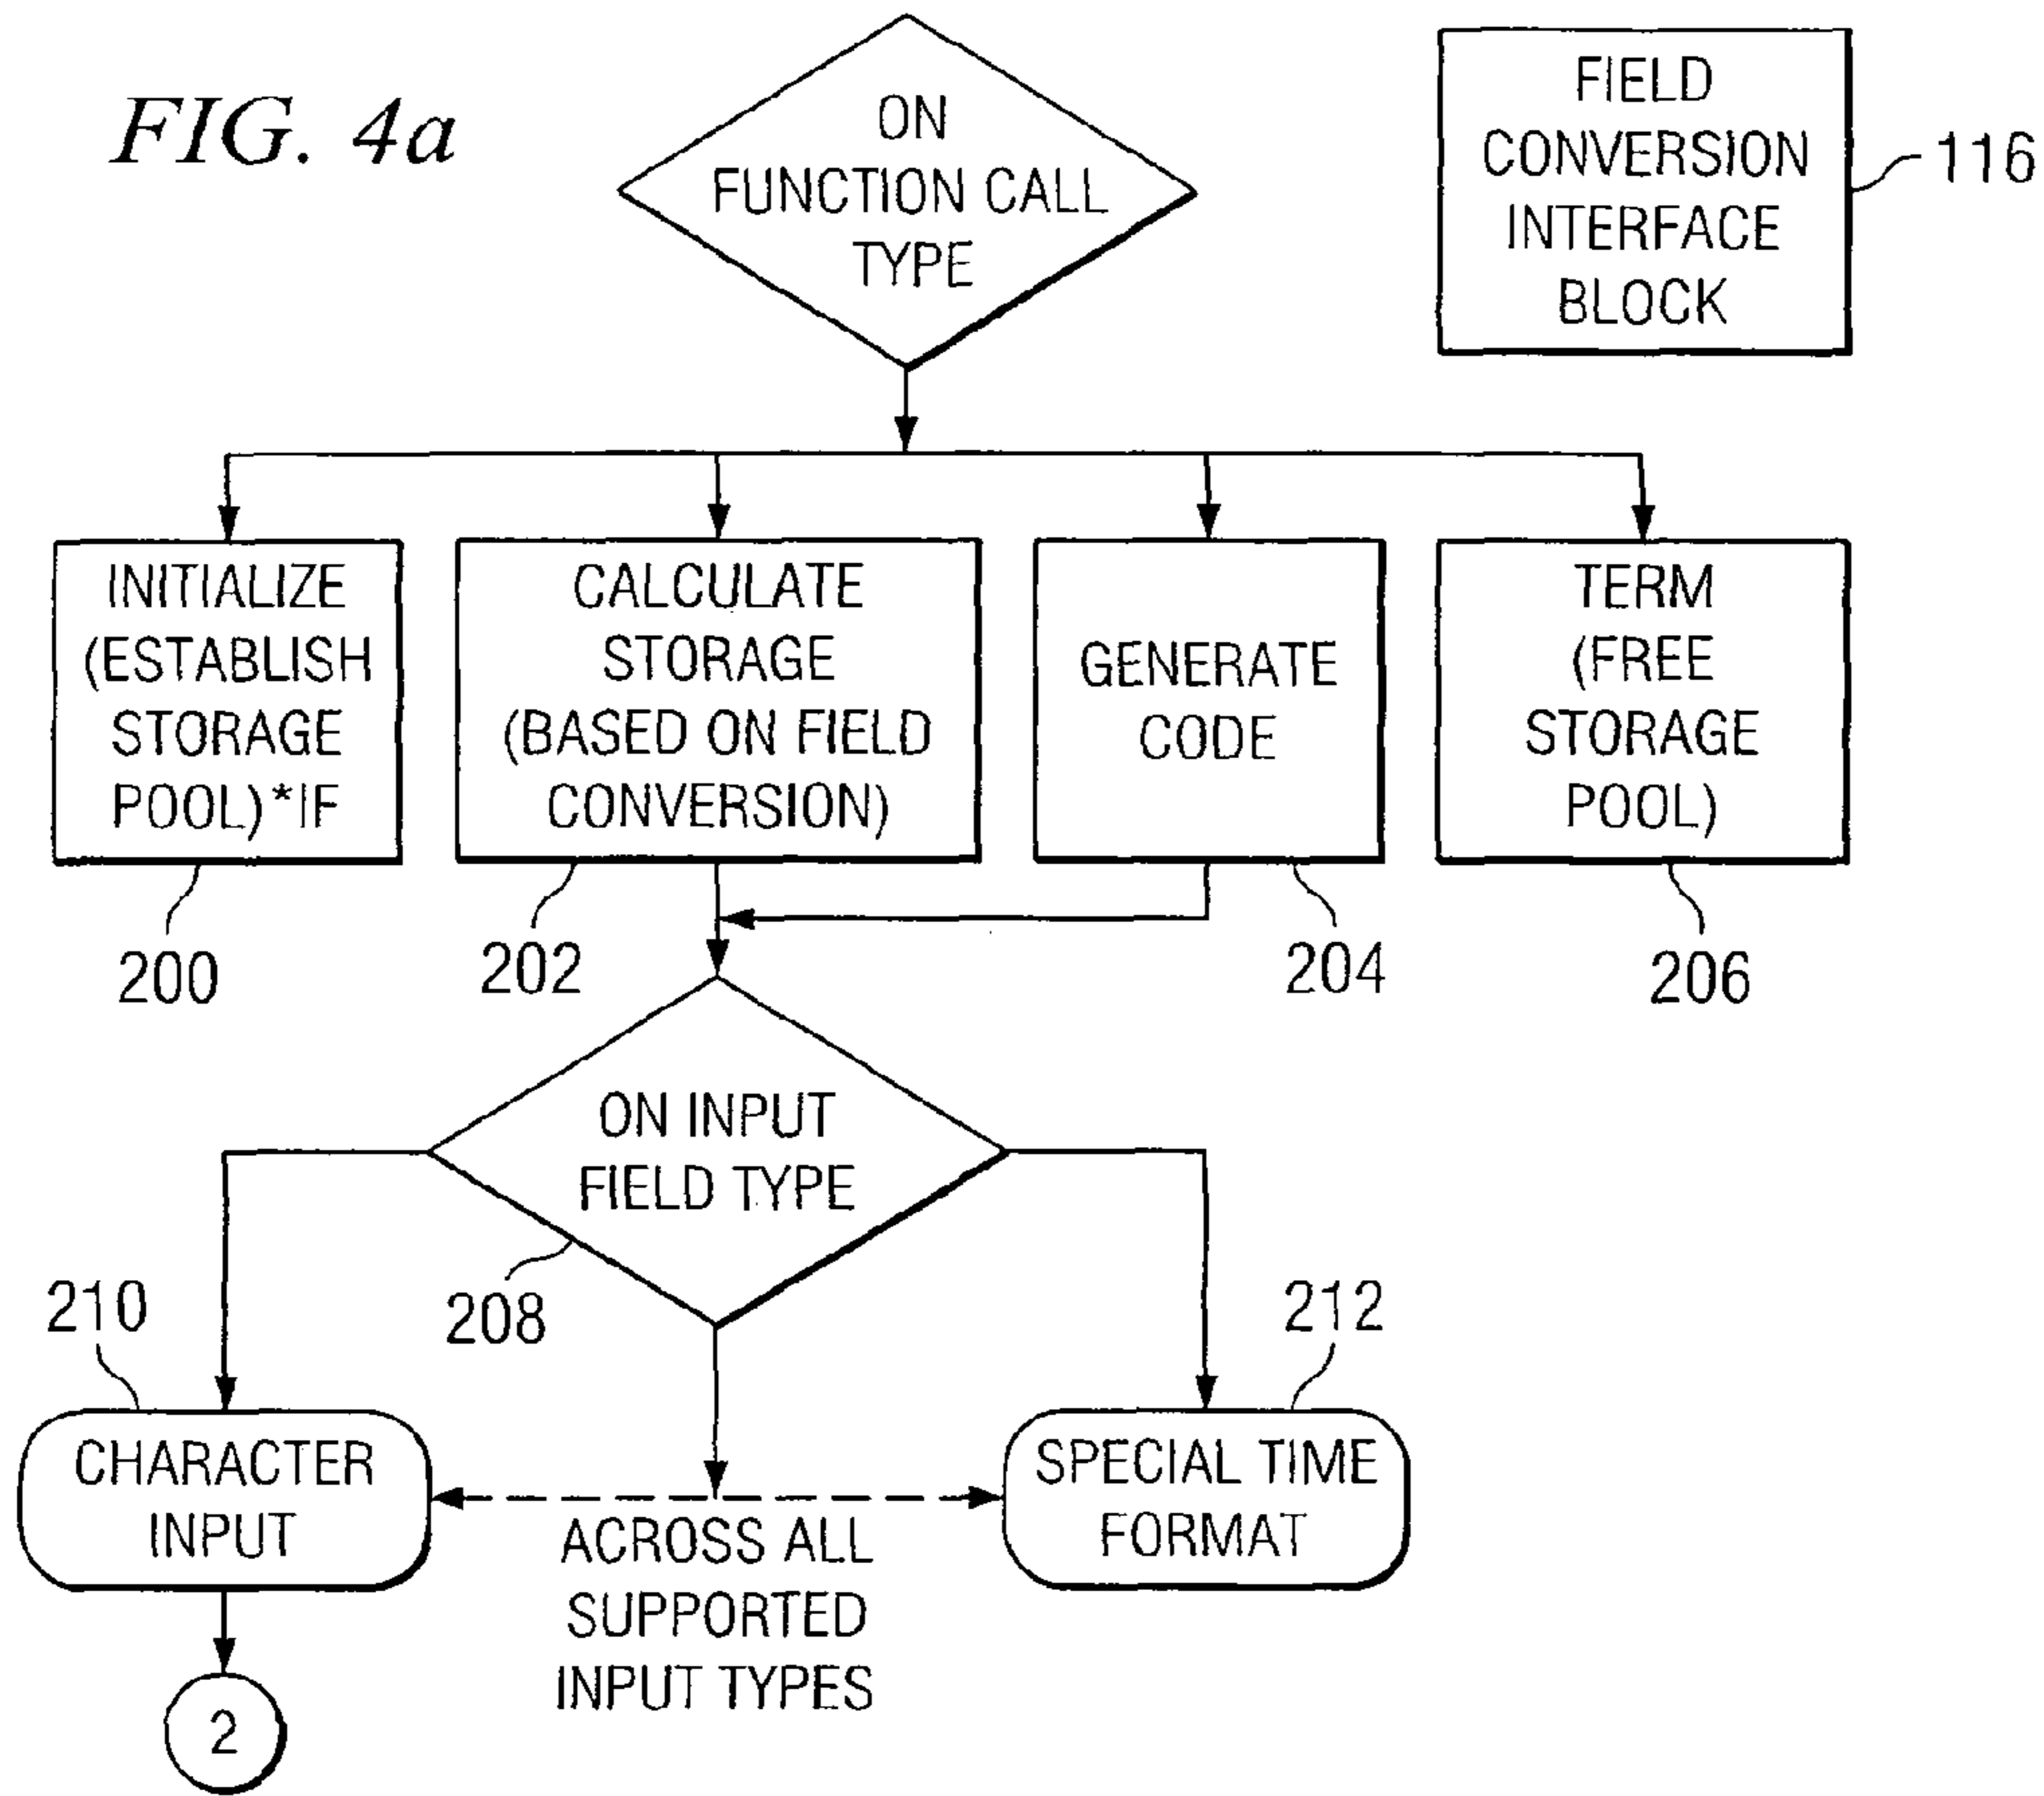 FIG. 4a
ON
FUNCTION CALL
TYPE
FIELD
CONVERSION
INTERFACE
BLOCK
116
INITIALIZE
(ESTABLISH
STORAGE
POOL)*IF
200
CALCULATE
STORAGE
(BASED ON FIELD
CONVERSION)
202
GENERATE
CODE
204
TERM
(FREE
STORAGE
POOL)
206
ON INPUT
FIELD TYPE
208
210
CHARACTER
INPUT
212
SPECIAL TIME
FORMAT
ACROSS ALL
SUPPORTED
INPUT TYPES
2